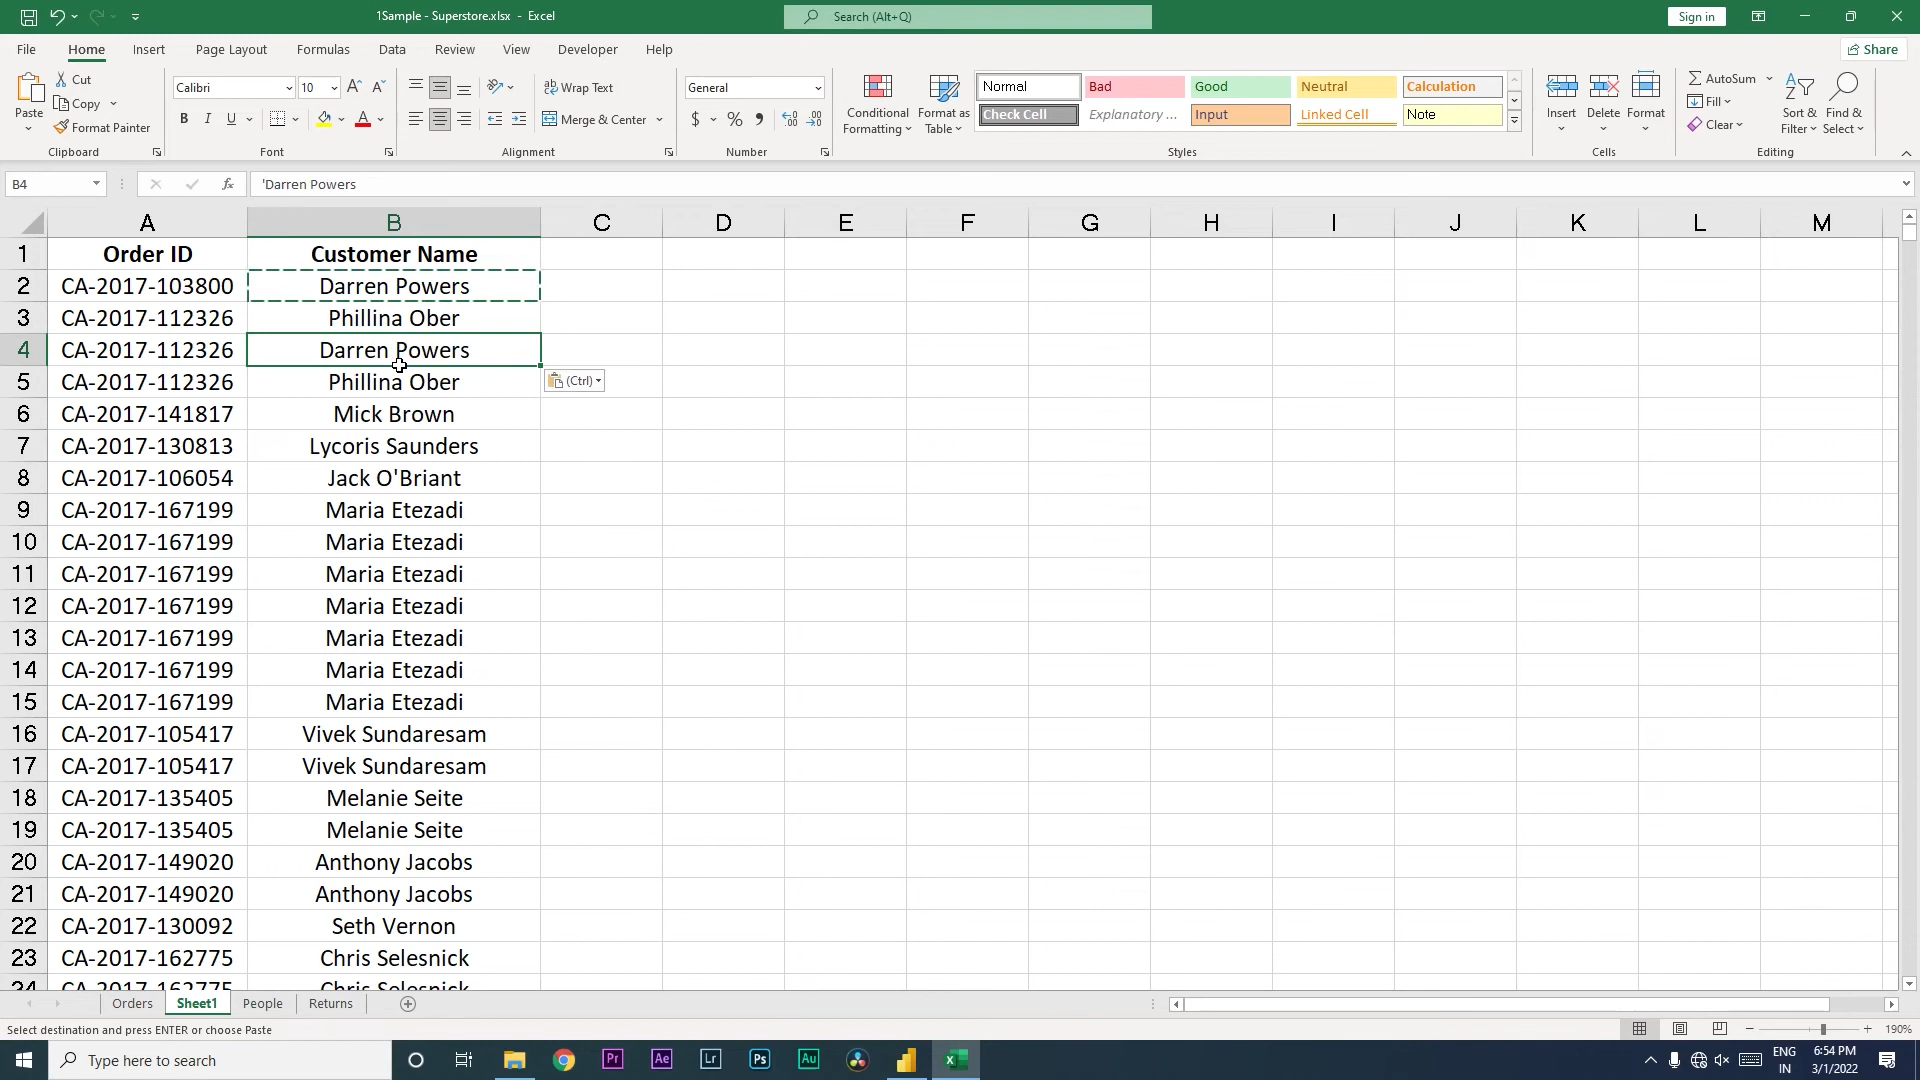 1Sample - Superstore.xlsx - Excel
Search (Alt+Q)
Sign in
File Home Insert Page Layout Formulas Data Review View Developer Help
Share
Paste
Cut
Copy
Format Painter
Clipboard
Calibri 10
B I U
Font
Wrap Text
Merge & Center
Alignment
General
$ % ,
Number
Conditional Formatting
Format as Table
Normal Bad Good Neutral Calculation
Check Cell Explanatory ... Input Linked Cell Note
Styles
Insert Delete Format
Cells
AutoSum
Fill
Clear
Sort & Filter
Find & Select
Editing
B4 fx 'Darren Powers
A B C D E F G H I J K L M
1 Order ID Customer Name
2 CA-2017-103800 Darren Powers
3 CA-2017-112326 Phillina Ober
4 CA-2017-112326 Darren Powers
5 CA-2017-112326 Phillina Ober
(Ctrl)
6 CA-2017-141817 Mick Brown
7 CA-2017-130813 Lycoris Saunders
8 CA-2017-106054 Jack O'Briant
9 CA-2017-167199 Maria Etezadi
10 CA-2017-167199 Maria Etezadi
11 CA-2017-167199 Maria Etezadi
12 CA-2017-167199 Maria Etezadi
13 CA-2017-167199 Maria Etezadi
14 CA-2017-167199 Maria Etezadi
15 CA-2017-167199 Maria Etezadi
16 CA-2017-105417 Vivek Sundaresam
17 CA-2017-105417 Vivek Sundaresam
18 CA-2017-135405 Melanie Seite
19 CA-2017-135405 Melanie Seite
20 CA-2017-149020 Anthony Jacobs
21 CA-2017-149020 Anthony Jacobs
22 CA-2017-130092 Seth Vernon
23 CA-2017-162775 Chris Selesnick
24 CA-2017-162775 Chris Selesnick
Orders Sheet1 People Returns
Select destination and press ENTER or choose Paste
190%
Type here to search
Pr Ae Lr Ps Au
ENG
IN
6:54 PM
3/1/2022